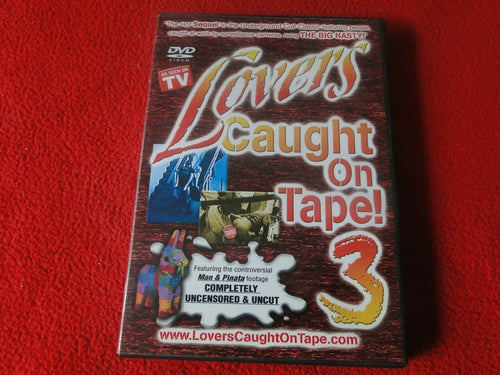 "The Hot Sequel to the Underground Cult Classic featuring people,
caught at work by surveillance cameras, doing THE BIG NASTY!"
DVD
VIDEO
AS SEEN ON
TV
Lovers
Caught
On
Tape!
3
Featuring the controversial
Man & Pinata footage
COMPLETELY
UNCENSORED & UNCUT
www.LoversCaughtOnTape.com